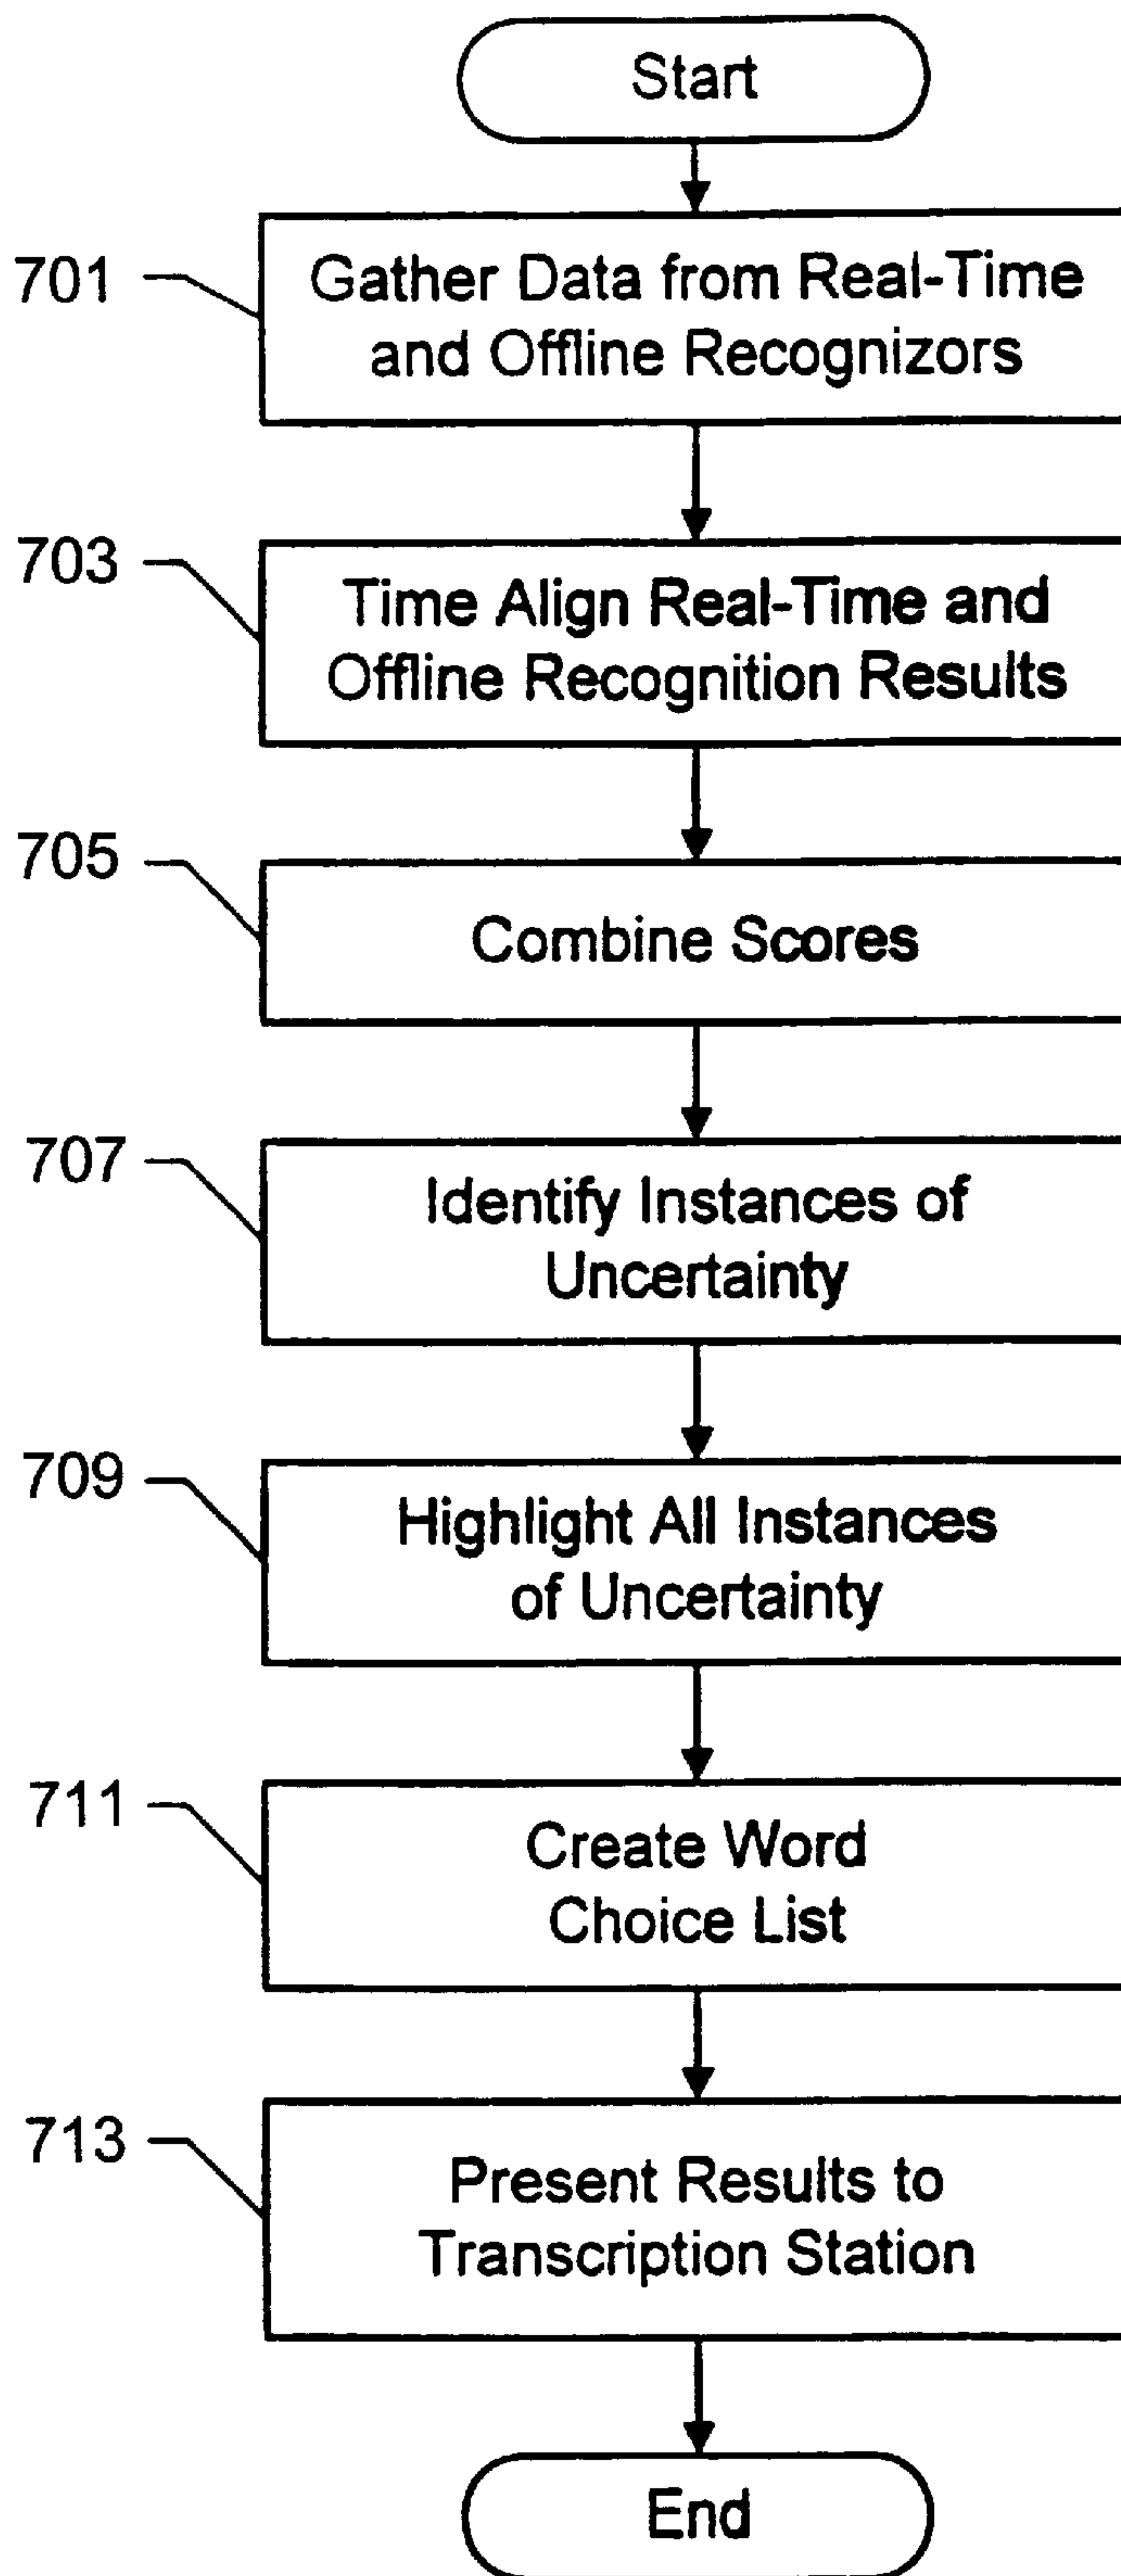 Start
701
Gather Data from Real-Time
and Offline Recognizors
703
Time Align Real-Time and
Offline Recognition Results
705
Combine Scores
707
Identify Instances of
Uncertainty
709
Highlight All Instances
of Uncertainty
711
Create Word
Choice List
713
Present Results to
Transcription Station
End